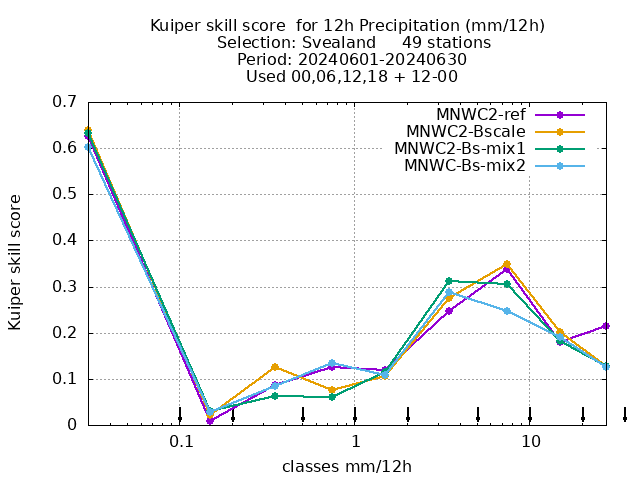 Kuiper skill score  for 12h Precipitation (mm/12h)
Selection: Svealand     49 stations
Period: 20240601-20240630
Used 00,06,12,18 + 12-00
MNWC2-ref
MNWC2-Bscale
MNWC2-Bs-mix1
MNWC-Bs-mix2
Kuiper skill score
0.7
0.6
0.5
0.4
0.3
0.2
0.1
0
0.1 1 10
classes mm/12h